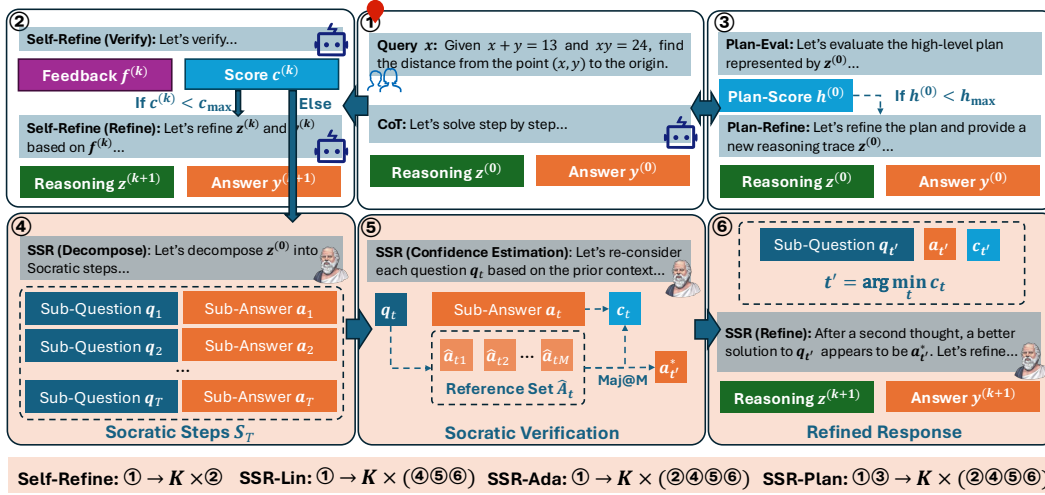 ②
Self-Refine (Verify): Let's verify...
Feedback f^(k)
Score c^(k)
If c^(k) < c_max
Else
Self-Refine (Refine): Let's refine z^(k) and y^(k)
based on f^(k)...
Reasoning z^(k+1)
Answer y^(k+1)
①
Query x: Given x + y = 13 and xy = 24, find
the distance from the point (x, y) to the origin.
CoT: Let's solve step by step...
Reasoning z^(0)
Answer y^(0)
③
Plan-Eval: Let's evaluate the high-level plan
represented by z^(0)...
Plan-Score h^(0)
If h^(0) < h_max
Plan-Refine: Let's refine the plan and provide a
new reasoning trace z^(0)...
Reasoning z^(0)
Answer y^(0)
④
SSR (Decompose): Let's decompose z^(0) into
Socratic steps...
Sub-Question q_1 Sub-Answer a_1
Sub-Question q_2 Sub-Answer a_2
...
Sub-Question q_T Sub-Answer a_T
Socratic Steps S_T
⑤
SSR (Confidence Estimation): Let's re-consider
each question q_t based on the prior context...
q_t Sub-Answer a_t c_t
â_t1 â_t2 ... â_tM
Reference Set Â_t
Maj@M
a*_t'
Socratic Verification
⑥
Sub-Question q_t' a_t' c_t'
t' = arg min_t c_t
SSR (Refine): After a second thought, a better
solution to q_t' appears to be a*_t'. Let's refine...
Reasoning z^(k+1)
Answer y^(k+1)
Refined Response
Self-Refine: ① → K × ② SSR-Lin: ① → K × (④⑤⑥) SSR-Ada: ① → K × (②④⑤⑥) SSR-Plan: ①③ → K × (②④⑤⑥)